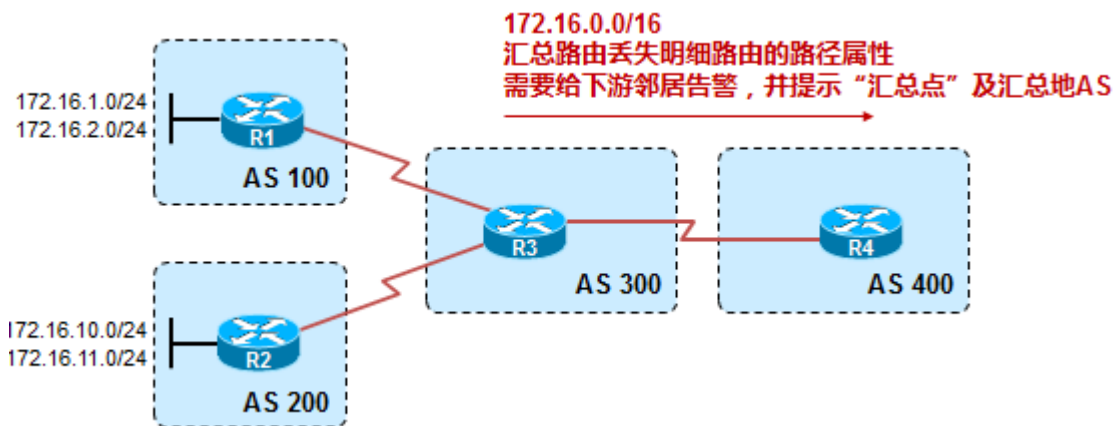 172.16.0.0/16
汇总路由丢失明细路由的路径属性
需要给下游邻居告警，并提示“汇总点”及汇总地AS
172.16.1.0/24
172.16.2.0/24
R1
AS 100
R3
AS 300
R4
AS 400
172.16.10.0/24
172.16.11.0/24
R2
AS 200